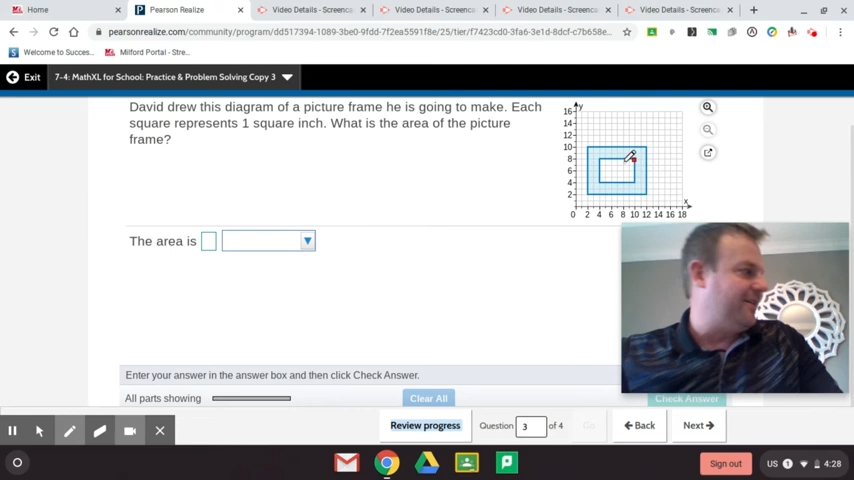 Home
Pearson Realize
Video Details - Screenca
Video Details - Screenc
Video Details - Screenc
Video Details - Screenc
pearsonrealize.com/community/program/dd517394-1089-3be0-9fdd-7f2ea5591f8e/25/tier/f7423cd0-3fa6-3e1d-8dcf-c7b658e...
Welcome to Succes...
Milford Portal - Stre...
Exit
7-4: MathXL for School: Practice & Problem Solving Copy 3
David drew this diagram of a picture frame he is going to make. Each
square represents 1 square inch. What is the area of the picture
frame?
y
16
14
12
10
8
6
4
2
x
0 2 4 6 8 10 12 14 16 18
The area is
Enter your answer in the answer box and then click Check Answer.
All parts showing
Clear All
Check Answer
Review progress
Question 3 of 4
Go
Back
Next
Sign out
US 1 4:28